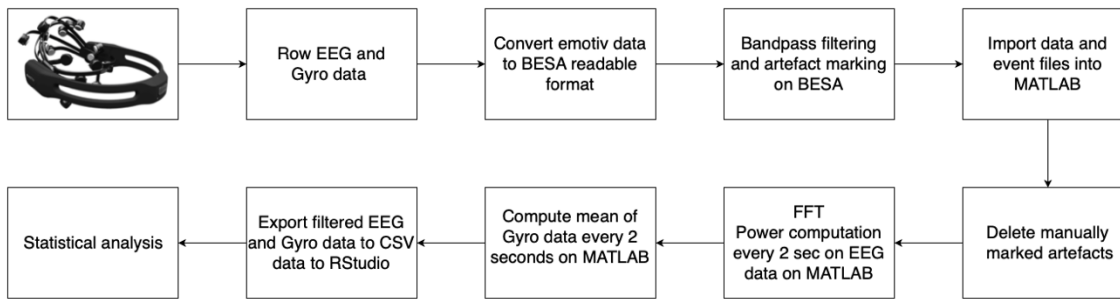 Row EEG and
Gyro data
Convert emotiv data
to BESA readable
format
Bandpass filtering
and artefact marking
on BESA
Import data and
event files into
MATLAB
Delete manually
marked artefacts
FFT
Power computation
every 2 sec on EEG
data on MATLAB
Compute mean of
Gyro data every 2
seconds on MATLAB
Export filtered EEG
and Gyro data to CSV
data to RStudio
Statistical analysis